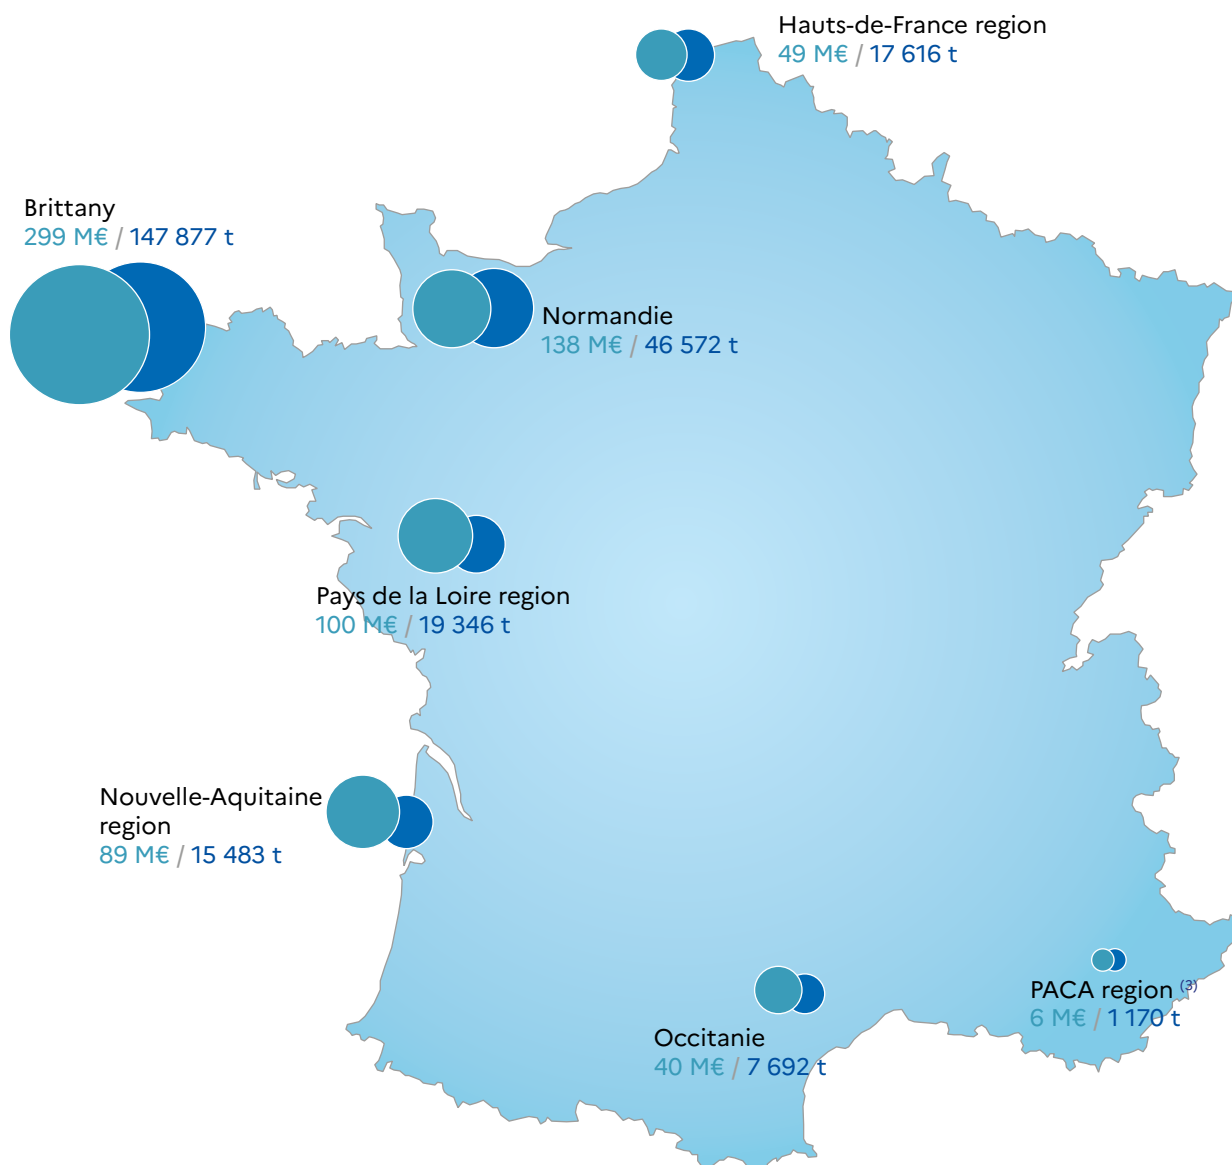 Hauts-de-France region
49 M€ / 17 616 t
Brittany
299 M€ / 147 877 t
Normandie
138 M€ / 46 572 t
Pays de la Loire region
100 M€ / 19 346 t
Nouvelle-Aquitaine
region
89 M€ / 15 483 t
PACA region (3)
6 M€ / 1 170 t
Occitanie
40 M€ / 7 692 t